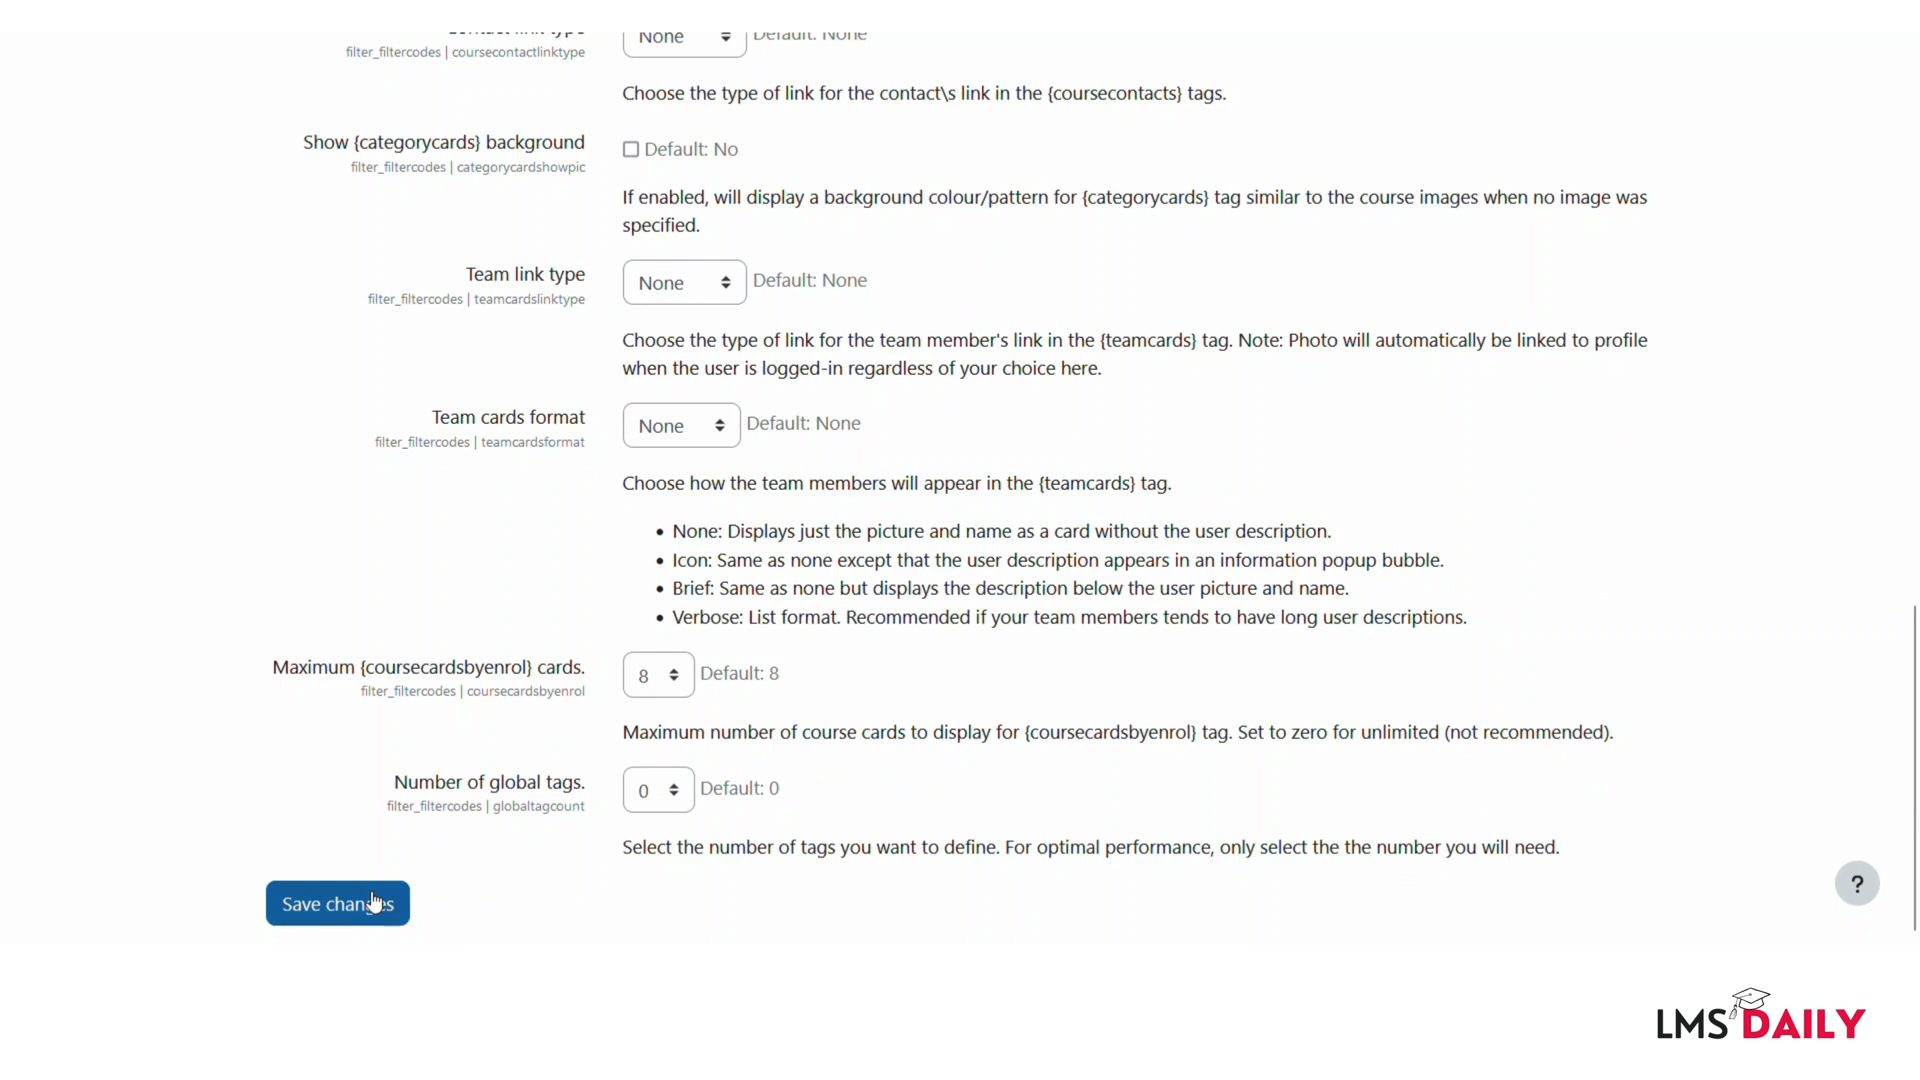 filter_filtercodes | coursecontactlinktype
None Default: None
Choose the type of link for the contact\s link in the {coursecontacts} tags.
Show {categorycards} background
filter_filtercodes | categorycardshowpic
Default: No
If enabled, will display a background colour/pattern for {categorycards} tag similar to the course images when no image was
specified.
Team link type
filter_filtercodes | teamcardslinktype
None Default: None
Choose the type of link for the team member's link in the {teamcards} tag. Note: Photo will automatically be linked to profile
when the user is logged-in regardless of your choice here.
Team cards format
filter_filtercodes | teamcardsformat
None Default: None
Choose how the team members will appear in the {teamcards} tag.
• None: Displays just the picture and name as a card without the user description.
• Icon: Same as none except that the user description appears in an information popup bubble.
• Brief: Same as none but displays the description below the user picture and name.
• Verbose: List format. Recommended if your team members tends to have long user descriptions.
Maximum {coursecardsbyenrol} cards.
filter_filtercodes | coursecardsbyenrol
8 Default: 8
Maximum number of course cards to display for {coursecardsbyenrol} tag. Set to zero for unlimited (not recommended).
Number of global tags.
filter_filtercodes | globaltagcount
0 Default: 0
Select the number of tags you want to define. For optimal performance, only select the the number you will need.
Save changes
?
LMS DAILY